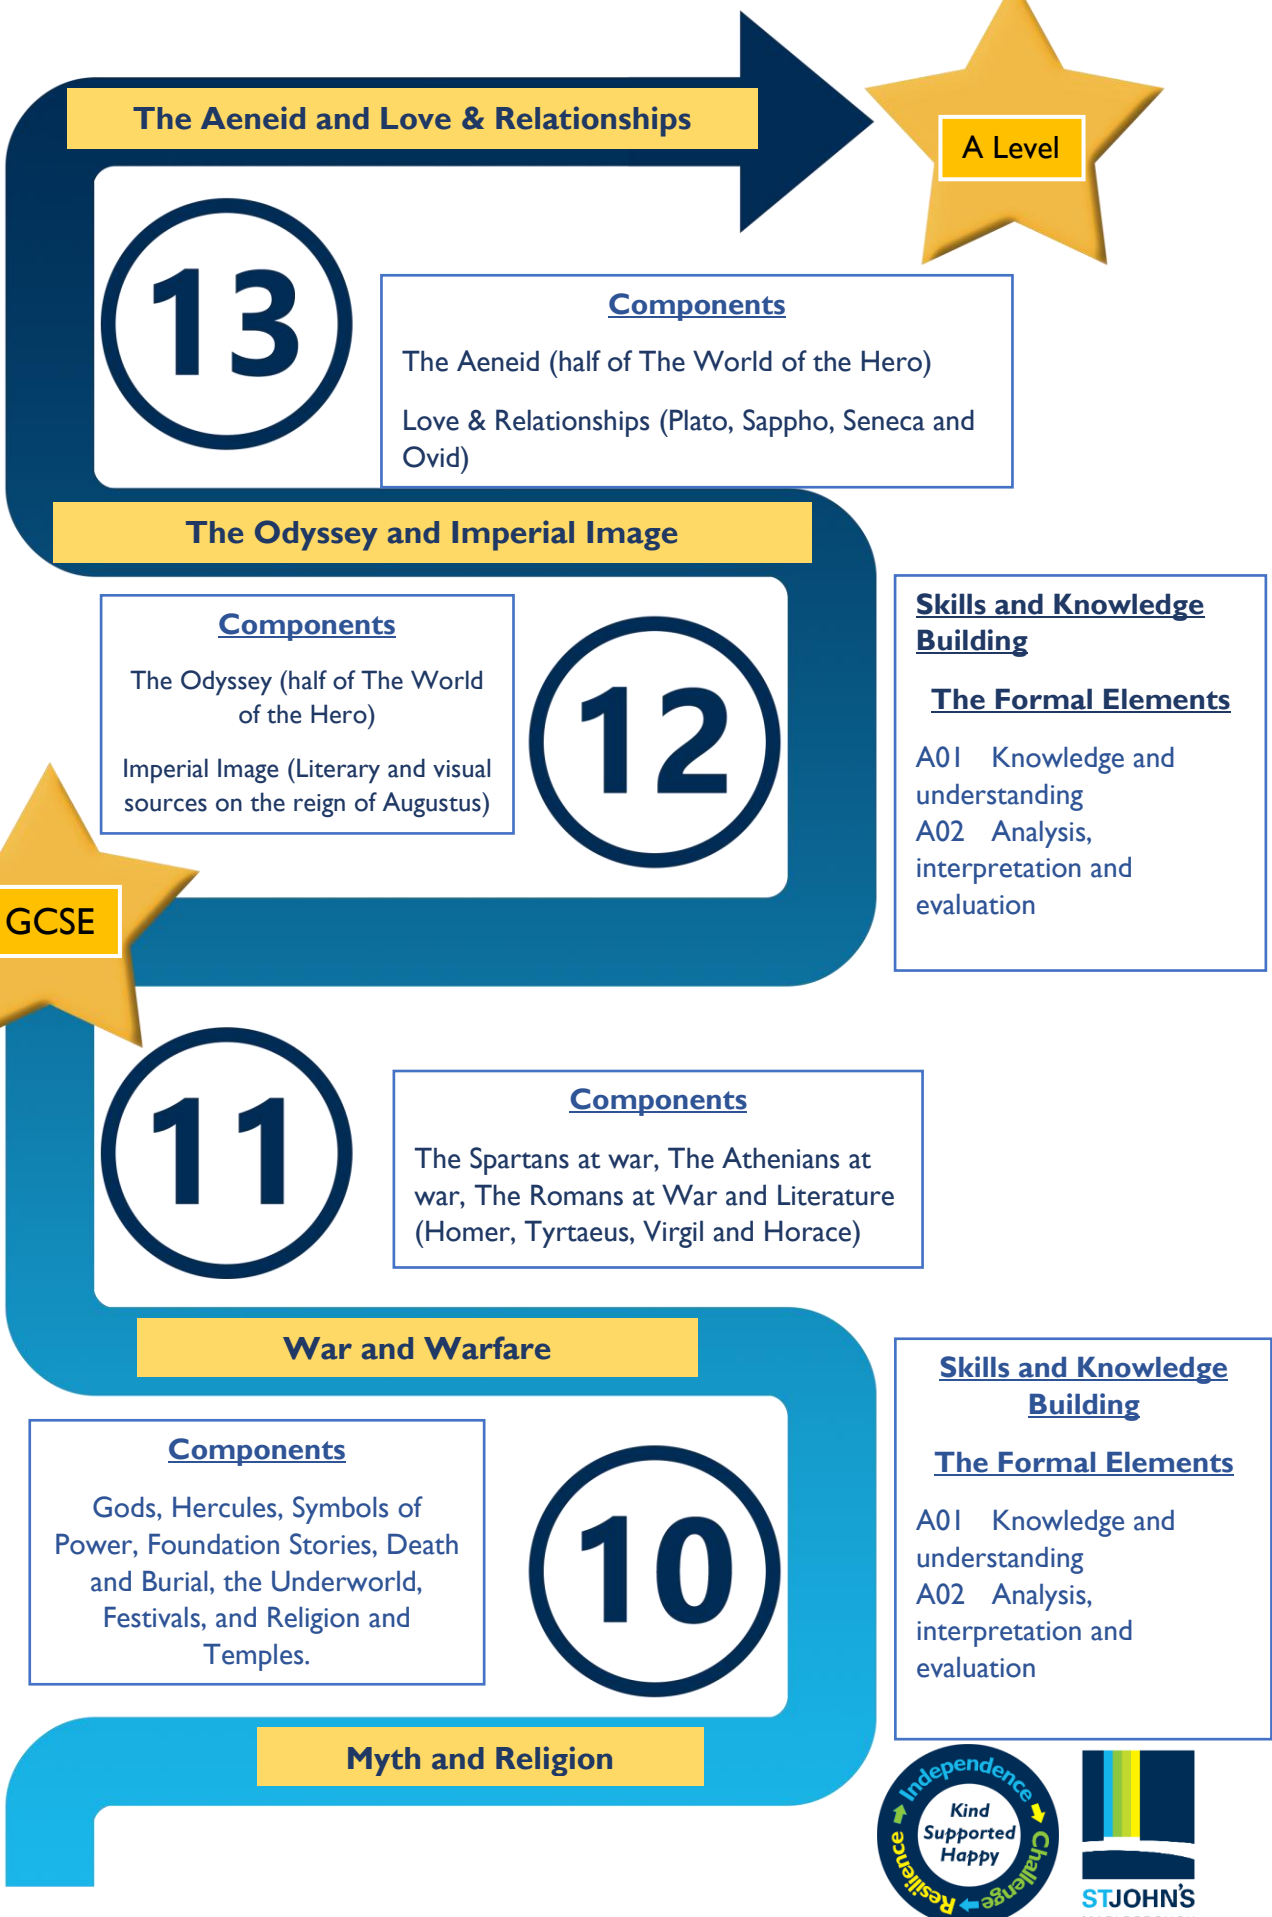 The Aeneid and Love & Relationships
A Level
13
Components
The Aeneid (half of The World of the Hero)
Love & Relationships (Plato, Sappho, Seneca and
Ovid)
The Odyssey and Imperial Image
Components
The Odyssey (half of The World
of the Hero)
Imperial Image (Literary and visual
sources on the reign of Augustus)
12
Skills and Knowledge
Building
The Formal Elements
A01 Knowledge and
understanding
A02 Analysis,
interpretation and
evaluation
GCSE
11
Components
The Spartans at war, The Athenians at
war, The Romans at War and Literature
(Homer, Tyrtaeus, Virgil and Horace)
War and Warfare
Components
Gods, Hercules, Symbols of
Power, Foundation Stories, Death
and Burial, the Underworld,
Festivals, and Religion and
Temples.
10
Skills and Knowledge
Building
The Formal Elements
A01 Knowledge and
understanding
A02 Analysis,
interpretation and
evaluation
Myth and Religion
Independence
Challenge
Resilience
Kind
Supported
Happy
STJOHN'S